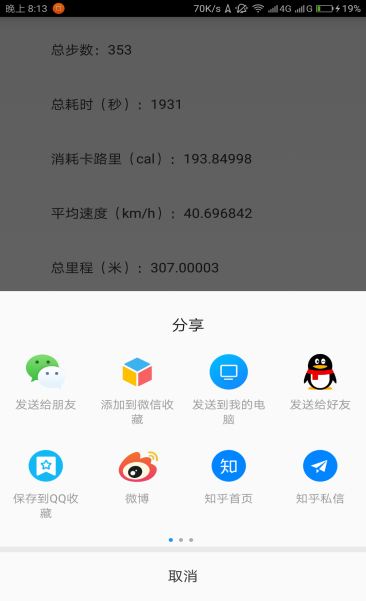 晚上 8:13 70K/s 4G G 19%
总步数：353
总耗时（秒）：1931
消耗卡路里（cal）：193.84998
平均速度（km/h）：40.696842
总里程（米）：307.00003
分享
发送给朋友 添加到微信收 发送到我的电 发送给好友
藏 脑
保存到QQ收 微博 知乎首页 知乎私信
藏
知
取消